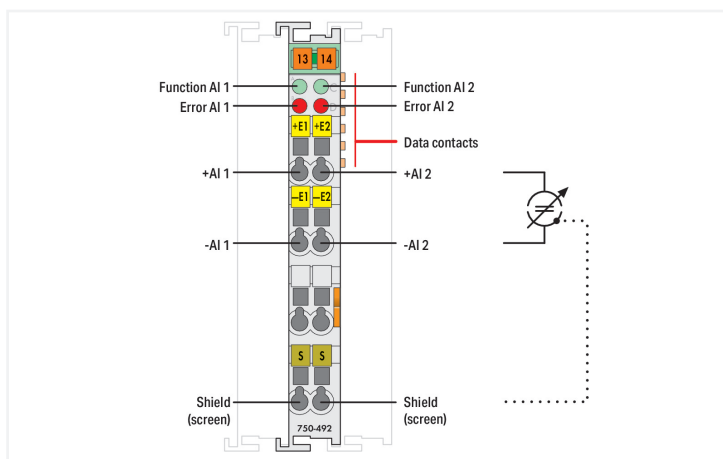 13 14
Function AI 1
Function AI 2
Error AI 1
Error AI 2
+E1 +E2
Data contacts
+AI 1
+AI 2
—E1 —E2
-AI 1
-AI 2
S S
Shield
(screen)
Shield
(screen)
750-492